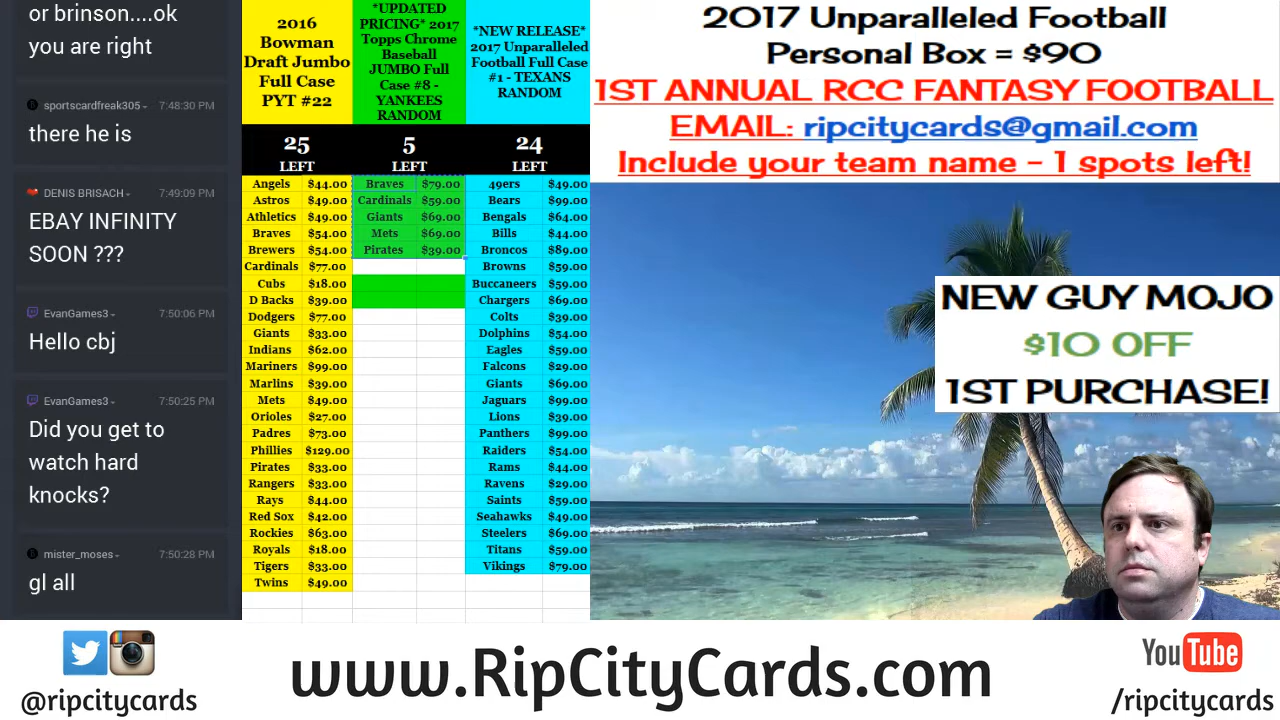 or brinson....ok
you are right
sportscardfreak305 7:48:30 PM
there he is
DENIS BRISACH 7:49:09 PM
EBAY INFINITY
SOON ???
EvanGames3 7:50:06 PM
Hello cbj
EvanGames3 7:50:25 PM
Did you get to
watch hard
knocks?
mister_moses 7:50:28 PM
gl all
2016
Bowman
Draft Jumbo
Full Case
PYT #22
25
LEFT
Angels $44.00
Astros $49.00
Athletics $49.00
Braves $54.00
Brewers $54.00
Cardinals $77.00
Cubs $18.00
D Backs $39.00
Dodgers $77.00
Giants $33.00
Indians $62.00
Mariners $99.00
Marlins $39.00
Mets $49.00
Orioles $27.00
Padres $73.00
Phillies $129.00
Pirates $33.00
Rangers $33.00
Rays $44.00
Red Sox $42.00
Rockies $63.00
Royals $18.00
Tigers $33.00
Twins $49.00
*UPDATED
PRICING* 2017
Topps Chrome
Baseball
JUMBO Full
Case #8 -
YANKEES
RANDOM
5
LEFT
Braves $79.00
Cardinals $59.00
Giants $69.00
Mets $69.00
Pirates $39.00
*NEW RELEASE*
2017 Unparalleled
Football Full Case
#1 - TEXANS
RANDOM
24
LEFT
49ers $49.00
Bears $99.00
Bengals $64.00
Bills $44.00
Broncos $89.00
Browns $59.00
Buccaneers $59.00
Chargers $69.00
Colts $39.00
Dolphins $54.00
Eagles $59.00
Falcons $29.00
Giants $69.00
Jaguars $99.00
Lions $39.00
Panthers $99.00
Raiders $54.00
Rams $44.00
Ravens $29.00
Saints $59.00
Seahawks $49.00
Steelers $69.00
Titans $59.00
Vikings $79.00
2017 Unparalleled Football
Personal Box = $90
1ST ANNUAL RCC FANTASY FOOTBALL
EMAIL: ripcitycards@gmail.com
Include your team name - 1 spots left!
NEW GUY MOJO
$10 OFF
1ST PURCHASE!
@ripcitycards
www.RipCityCards.com
YouTube
/ripcitycards